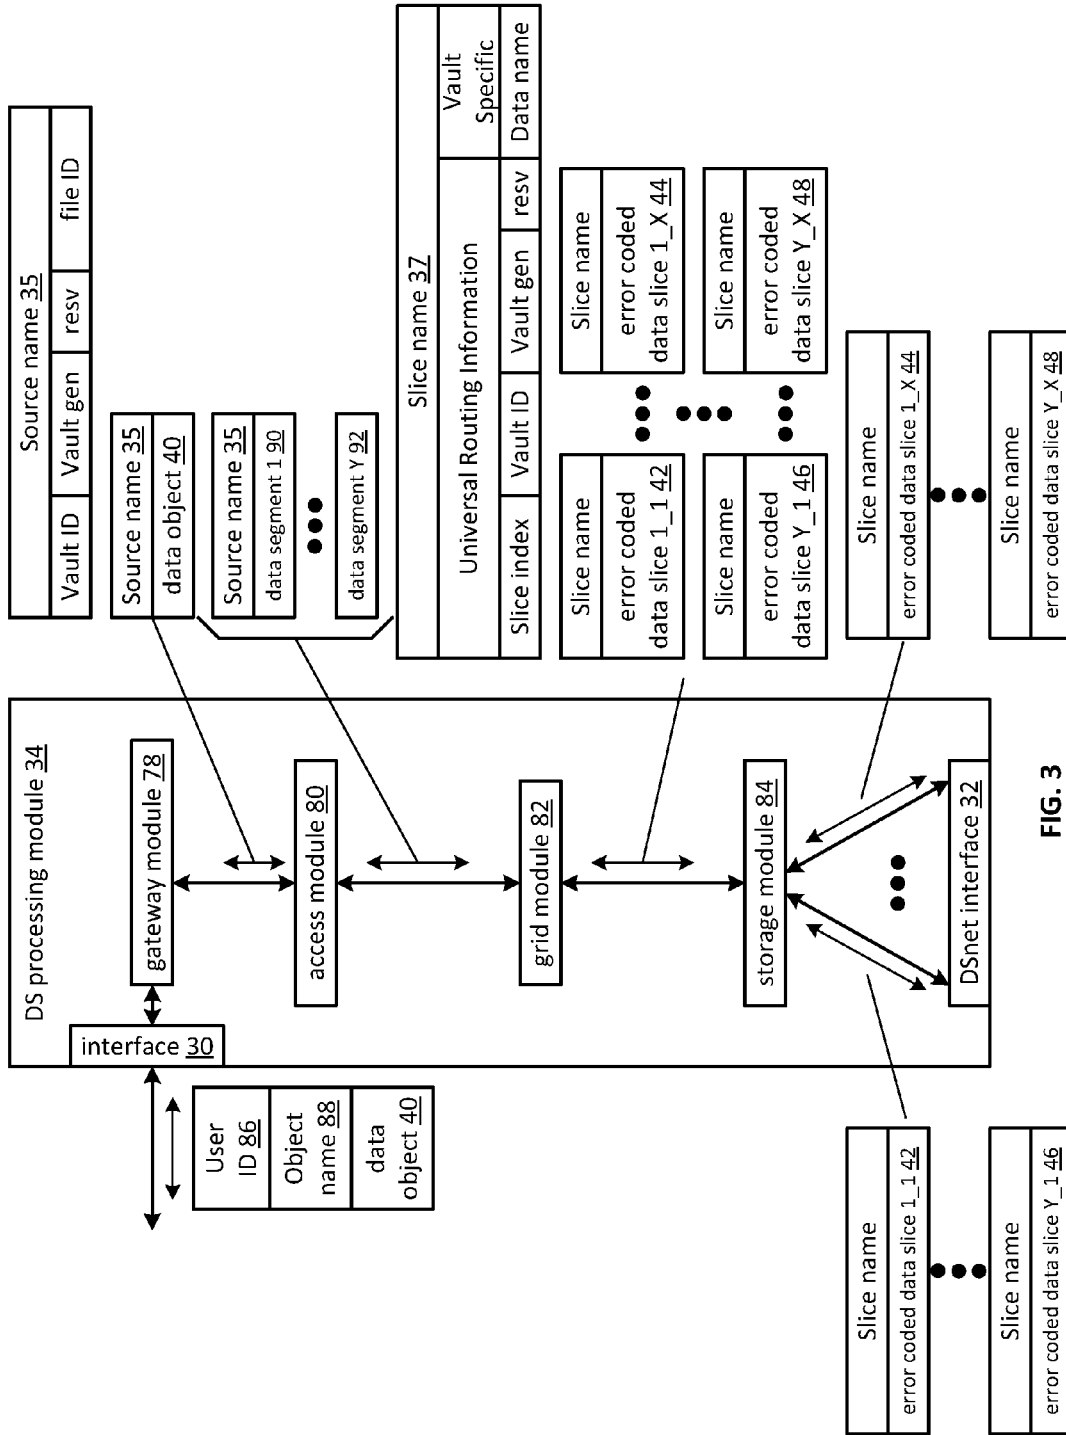 DS processing module 34
interface 30
gateway module 78
access module 80
grid module 82
storage module 84
DSnet interface 32
User
ID 86
Object
name 88
data
object 40
Source name 35
Vault ID
Vault gen
resv
file ID
Source name 35
data object 40
Source name 35
data segment 1 90
data segment Y 92
Slice name 37
Universal Routing Information
Vault
Specific
Slice index
Vault ID
Vault gen
resv
Data name
Slice name
error coded
data slice 1_1 42
Slice name
error coded
data slice 1_X 44
Slice name
error coded
data slice Y_1 46
Slice name
error coded
data slice Y_X 48
Slice name
error coded data slice 1_1 42
Slice name
error coded data slice Y_1 46
Slice name
error coded data slice 1_X 44
Slice name
error coded data slice Y_X 48
FIG. 3